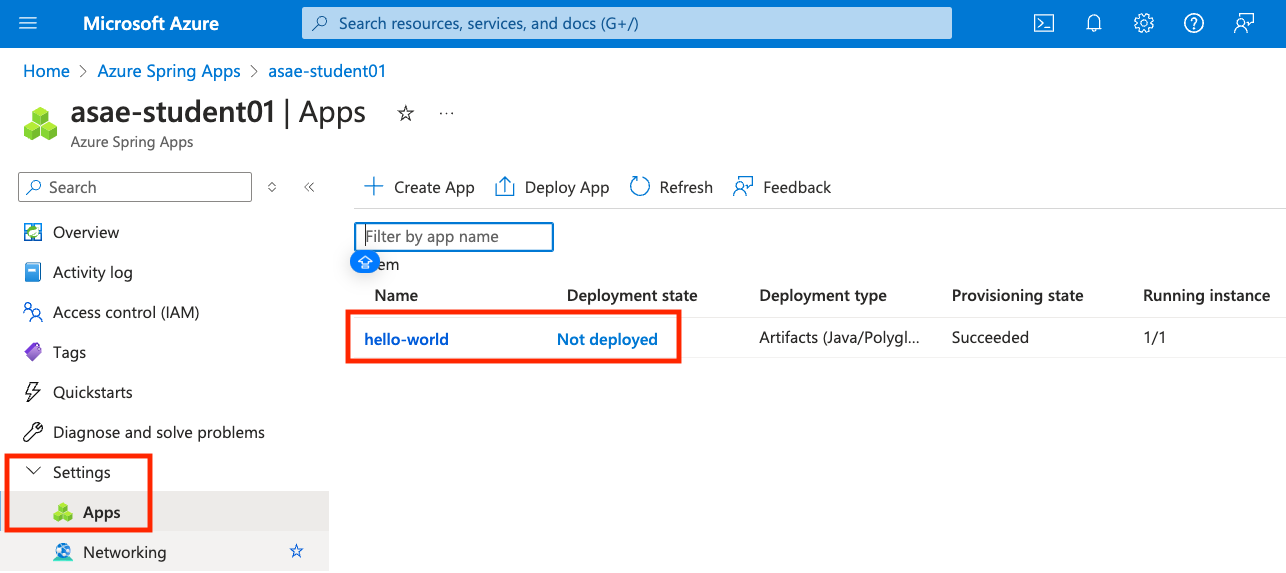 Microsoft Azure
Search resources, services, and docs (G+/)
Home > Azure Spring Apps > asae-student01
asae-student01 | Apps
Azure Spring Apps
Search
Overview
Activity log
Access control (IAM)
Tags
Quickstarts
Diagnose and solve problems
Settings
Apps
Networking
Create App Deploy App Refresh Feedback
Filter by app name
em
Name Deployment state Deployment type Provisioning state Running instance
hello-world Not deployed Artifacts (Java/Polygl... Succeeded 1/1